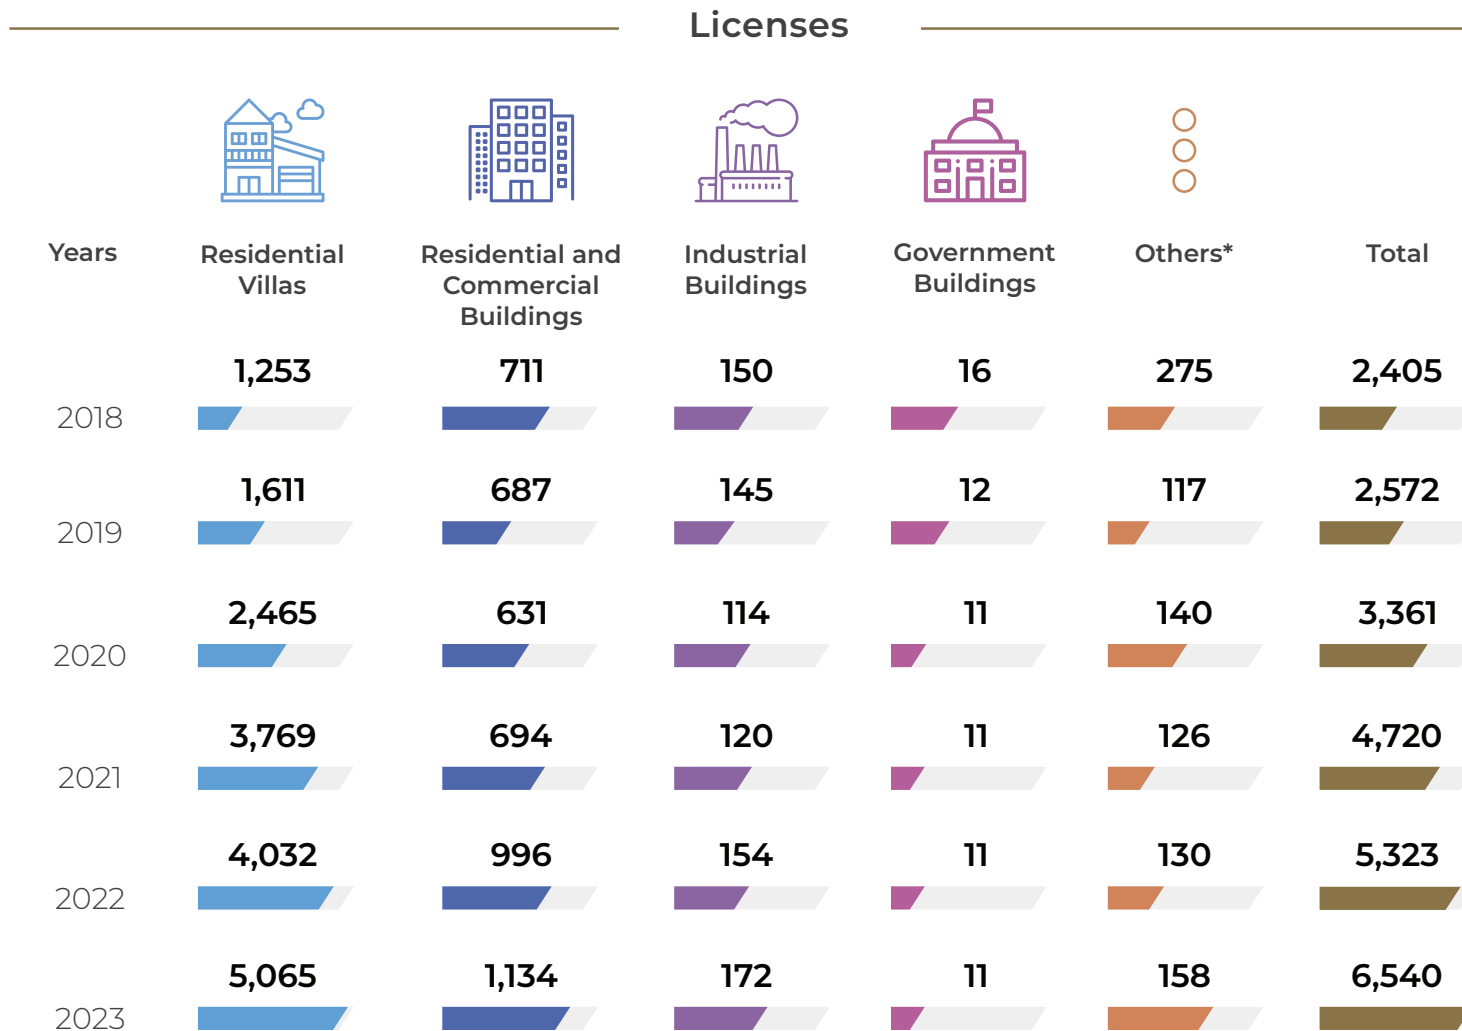 Licenses
Years
Residential
Villas
Residential and
Commercial
Buildings
Industrial
Buildings
Government
Buildings
Others*
Total
1,253 711 150 16 275 2,405
2018
1,611 687 145 12 117 2,572
2019
2,465 631 114 11 140 3,361
2020
3,769 694 120 11 126 4,720
2021
4,032 996 154 11 130 5,323
2022
5,065 1,134 172 11 158 6,540
2023